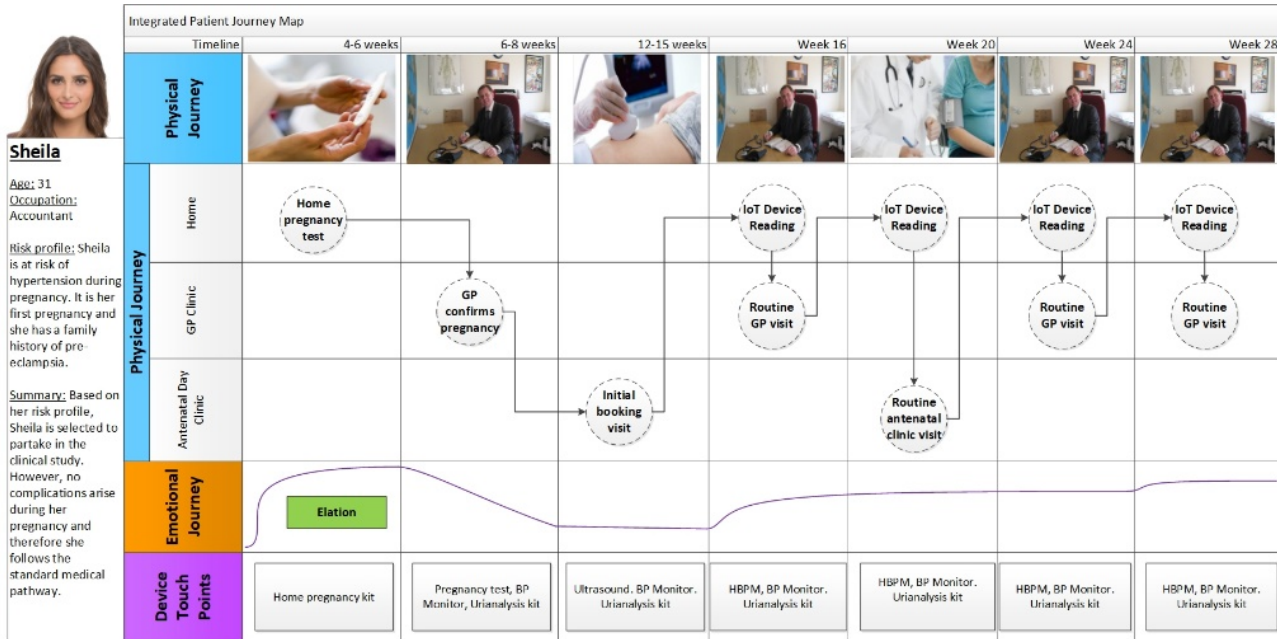 Integrated Patient Journey Map
Timeline
4-6 weeks
6-8 weeks
12-15 weeks
Week 16
Week 20
Week 24
Week 28
Sheila
Age: 31
Occupation:
Accountant
Risk profile: Sheila
is at risk of
hypertension during
pregnancy. It is her
first pregnancy and
she has a family
history of pre-
eclampsia.
Summary: Based on
her risk profile,
Sheila is selected to
partake in the
clinical study.
However, no
complications arise
during her
pregnancy and
therefore she
follows the
standard medical
pathway.
Physical
Journey
Physical Journey
Home
Home
pregnancy
test
IoT Device
Reading
IoT Device
Reading
IoT Device
Reading
IoT Device
Reading
GP Clinic
GP
confirms
pregnancy
Routine
GP visit
Routine
GP visit
Routine
GP visit
Antenatal Day
Clinic
Initial
booking
visit
Routine
antenatal
clinic visit
Emotional
Journey
Elation
Device
Touch
Points
Home pregnancy kit
Pregnancy test, BP
Monitor, Urianalysis kit
Ultrasound. BP Monitor.
Urianalysis kit
HBPM, BP Monitor.
Urianalysis kit
HBPM, BP Monitor.
Urianalysis kit
HBPM, BP Monitor.
Urianalysis kit
HBPM, BP Monitor.
Urianalysis kit